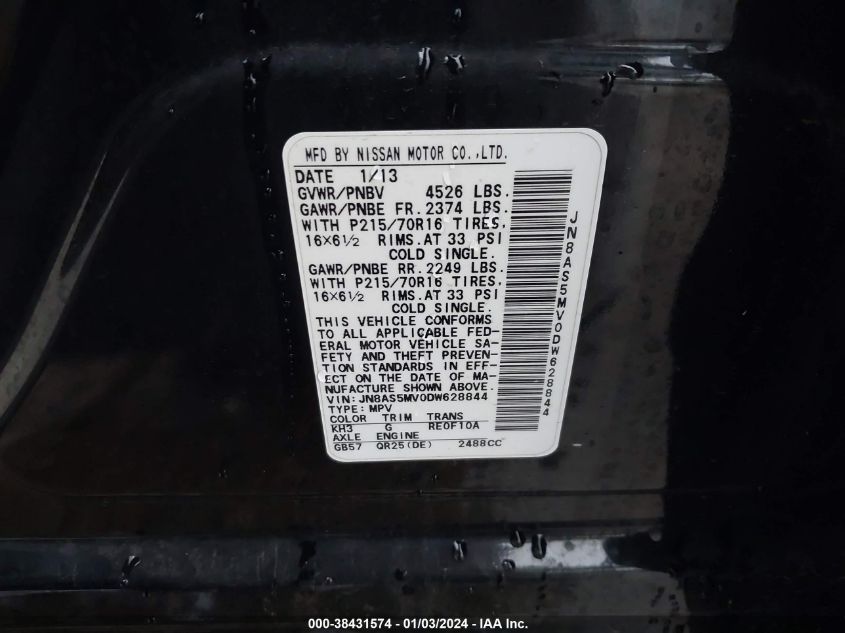 MFD BY NISSAN MOTOR CO.,LTD.
DATE 1/13
GVWR/PNBV 4526 LBS.
GAWR/PNBE FR. 2374 LBS.
WITH P215/70R16 TIRES,
16×6½ RIMS. AT 33 PSI
COLD SINGLE.
GAWR/PNBE RR. 2249 LBS.
WITH P215/70R16 TIRES,
16×6½ RIMS. AT 33 PSI
COLD SINGLE.
THIS VEHICLE CONFORMS
TO ALL APPLICABLE FED-
ERAL MOTOR VEHICLE SA-
FETY AND THEFT PREVEN-
TION STANDARDS IN EFF-
ECT ON THE DATE OF MA-
NUFACTURE SHOWN ABOVE.
VIN: JN8AS5MV0DW628844
TYPE: MPV
COLOR TRIM TRANS
KH3 G RE0F10A
AXLE ENGINE
GB57 QR25(DE) 2488CC
JN8AS5MV0DW628844
000-38431574 - 01/03/2024 - IAA Inc.